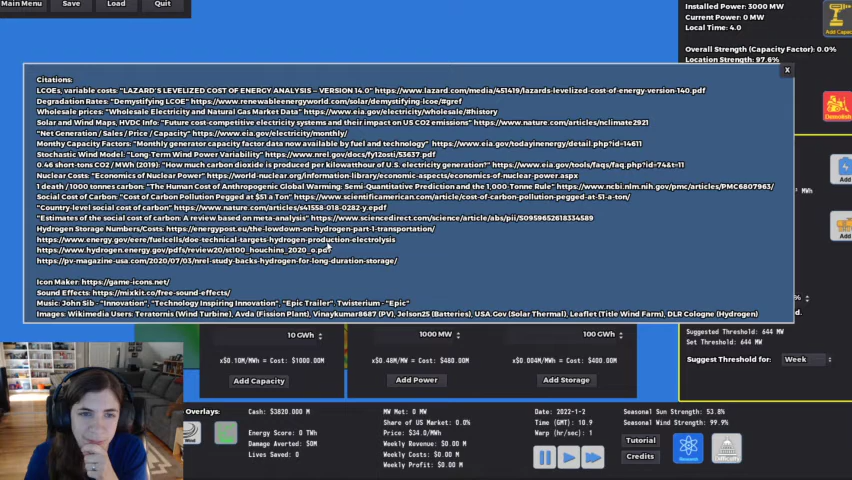 Main Menu Save Load Quit
Installed Power: 3000 MW
Current Power: 0 MW
Local Time: 4.0
Add Capac
Overall Strength (Capacity Factor): 0.0%
Location Strength: 97.6%
X
Citations:
LCOEs, variable costs: "LAZARD'S LEVELIZED COST OF ENERGY ANALYSIS — VERSION 14.0" https://www.lazard.com/media/451419/lazards-levelized-cost-of-energy-version-140.pdf
Degradation Rates: "Demystifying LCOE" https://www.renewableenergyworld.com/solar/demystifying-lcoe/#gref
Wholesale prices: "Wholesale Electricity and Natural Gas Market Data" https://www.eia.gov/electricity/wholesale/#history
Solar and Wind Maps, HVDC Info: "Future cost-competitive electricity systems and their impact on US CO2 emissions" https://www.nature.com/articles/nclimate2921
"Net Generation / Sales / Price / Capacity" https://www.eia.gov/electricity/monthly/
Monthy Capacity Factors: "Monthly generator capacity factor data now available by fuel and technology" https://www.eia.gov/todayinenergy/detail.php?id=14611
Stochastic Wind Model: "Long-Term Wind Power Variability" https://www.nrel.gov/docs/fy12osti/53637.pdf
0.46 short-tons CO2 / MWh (2019): "How much carbon dioxide is produced per kilowatthour of U.S. electricity generation?" https://www.eia.gov/tools/faqs/faq.php?id=74&t=11
Nuclear Costs: "Economics of Nuclear Power" https://world-nuclear.org/information-library/economic-aspects/economics-of-nuclear-power.aspx
1 death / 1000 tonnes carbon: "The Human Cost of Anthropogenic Global Warming: Semi-Quantitative Prediction and the 1,000-Tonne Rule" https://www.ncbi.nlm.nih.gov/pmc/articles/PMC6807963/
Social Cost of Carbon: "Cost of Carbon Pollution Pegged at $51 a Ton" https://www.scientificamerican.com/article/cost-of-carbon-pollution-pegged-at-51-a-ton/
"Country-level social cost of carbon" https://www.nature.com/articles/s41558-018-0282-y.epdf
"Estimates of the social cost of carbon: A review based on meta-analysis" https://www.sciencedirect.com/science/article/abs/pii/S0959652618334589
Hydrogen Storage Numbers/Costs: https://energypost.eu/the-lowdown-on-hydrogen-part-1-transportation/
https://www.energy.gov/eere/fuelcells/doe-technical-targets-hydrogen-production-electrolysis
https://www.hydrogen.energy.gov/pdfs/review20/st100_houchins_2020_o.pdf
https://pv-magazine-usa.com/2020/07/03/nrel-study-backs-hydrogen-for-long-duration-storage/
Icon Maker: https://game-icons.net/
Sound Effects: https://mixkit.co/free-sound-effects/
Music: John Sib - "Innovation", "Technology Inspiring Innovation", "Epic Trailer", Twisterium - "Epic"
Images: Wikimedia Users: Teratornis (Wind Turbine), Avda (Fission Plant), Vinaykumar8687 (PV), Jelson25 (Batteries), USA.Gov (Solar Thermal), Leaflet (Title Wind Farm), DLR Cologne (Hydrogen)
Demolish
MWh
%
10 GWh 1000 MW 100 GWh
x$0.10M/MWh = Cost: $1000.00M x$0.48M/MW = Cost: $480.00M x$0.004M/MWh = Cost: $400.00M
Add Capacity Add Power Add Storage
Suggested Threshold: 644 MW
Set Threshold: 644 MW
Suggest Threshold for: Week
Overlays:
Wind
Cash: $3820.000 M
Energy Score: 0 TWh
Damage Averted: $0M
Lives Saved: 0
MW Met: 0 MW
Share of US Market: 0.0%
Price: $34.0/MWh
Weekly Revenue: $0.00 M
Weekly Costs: $0.00 M
Weekly Profit: $0.00 M
Date: 2022-1-2
Time (GMT): 10.9
Warp (hr/sec): 1
Seasonal Sun Strength: 53.8%
Seasonal Wind Strength: 99.9%
Tutorial
Credits
Research
Difficulty